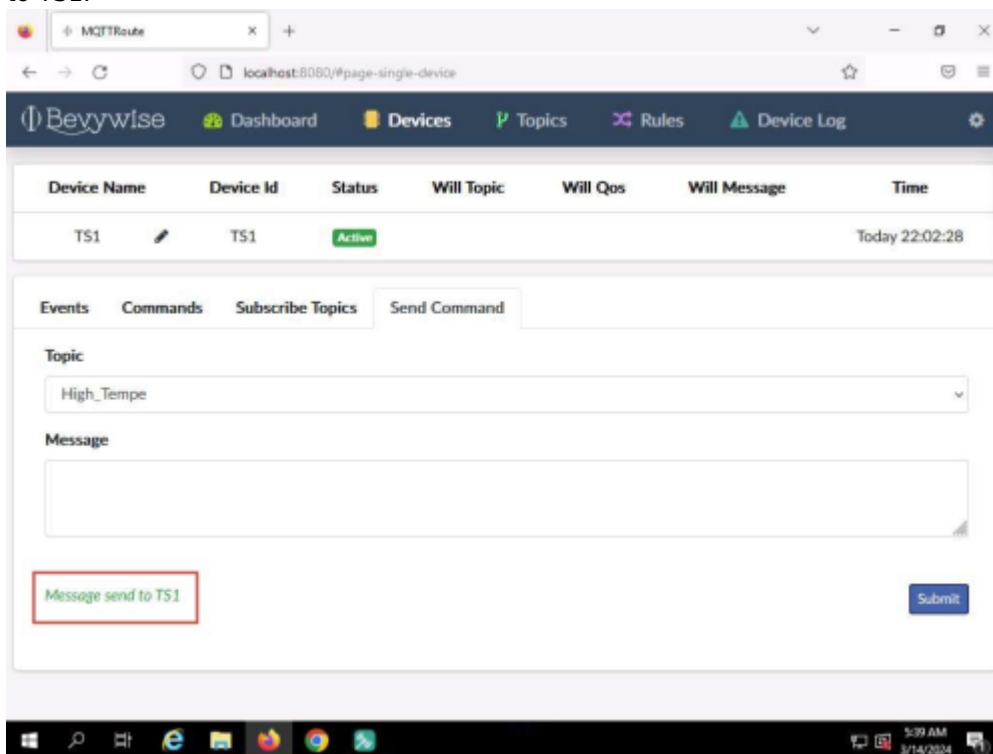 to TS1.
MQTTRoute
localhost:8080/#page-single-device
Bevywise Dashboard Devices Topics Rules Device Log
Device Name Device Id Status Will Topic Will Qos Will Message Time
TS1 TS1 Active Today 22:02:28
Events Commands Subscribe Topics Send Command
Topic
High_Tempe
Message
Message send to TS1
Submit
5:39 AM
3/14/2024